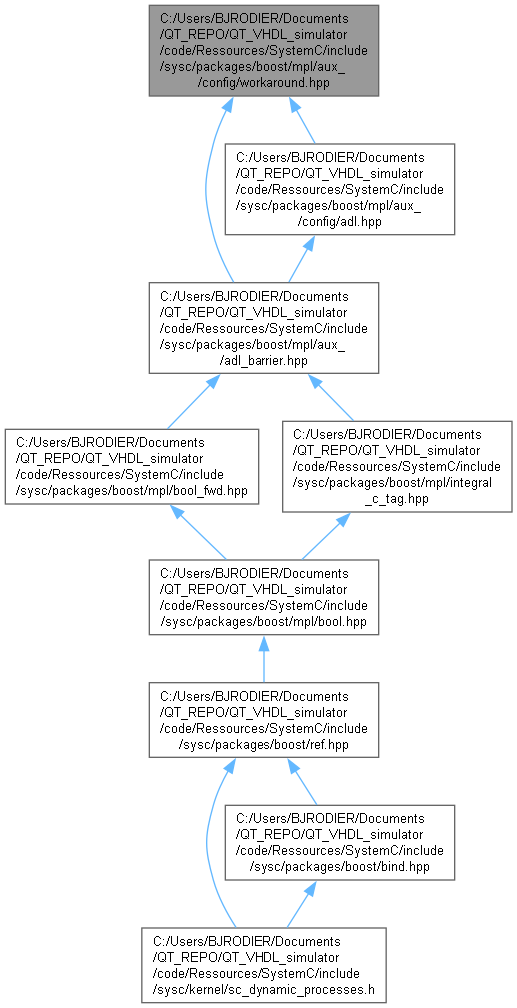 C:/Users/BJRODIER/Documents
/QT_REPO/QT_VHDL_simulator
/code/Ressources/SystemC/include
/sysc/packages/boost/mpl/aux_
/config/workaround.hpp
C:/Users/BJRODIER/Documents
/QT_REPO/QT_VHDL_simulator
/code/Ressources/SystemC/include
/sysc/packages/boost/mpl/aux_
/config/adl.hpp
C:/Users/BJRODIER/Documents
/QT_REPO/QT_VHDL_simulator
/code/Ressources/SystemC/include
/sysc/packages/boost/mpl/aux_
/adl_barrier.hpp
C:/Users/BJRODIER/Documents
/QT_REPO/QT_VHDL_simulator
/code/Ressources/SystemC/include
/sysc/packages/boost/mpl/bool_fwd.hpp
C:/Users/BJRODIER/Documents
/QT_REPO/QT_VHDL_simulator
/code/Ressources/SystemC/include
/sysc/packages/boost/mpl/integral
_c_tag.hpp
C:/Users/BJRODIER/Documents
/QT_REPO/QT_VHDL_simulator
/code/Ressources/SystemC/include
/sysc/packages/boost/mpl/bool.hpp
C:/Users/BJRODIER/Documents
/QT_REPO/QT_VHDL_simulator
/code/Ressources/SystemC/include
/sysc/packages/boost/ref.hpp
C:/Users/BJRODIER/Documents
/QT_REPO/QT_VHDL_simulator
/code/Ressources/SystemC/include
/sysc/packages/boost/bind.hpp
C:/Users/BJRODIER/Documents
/QT_REPO/QT_VHDL_simulator
/code/Ressources/SystemC/include
/sysc/kernel/sc_dynamic_processes.h